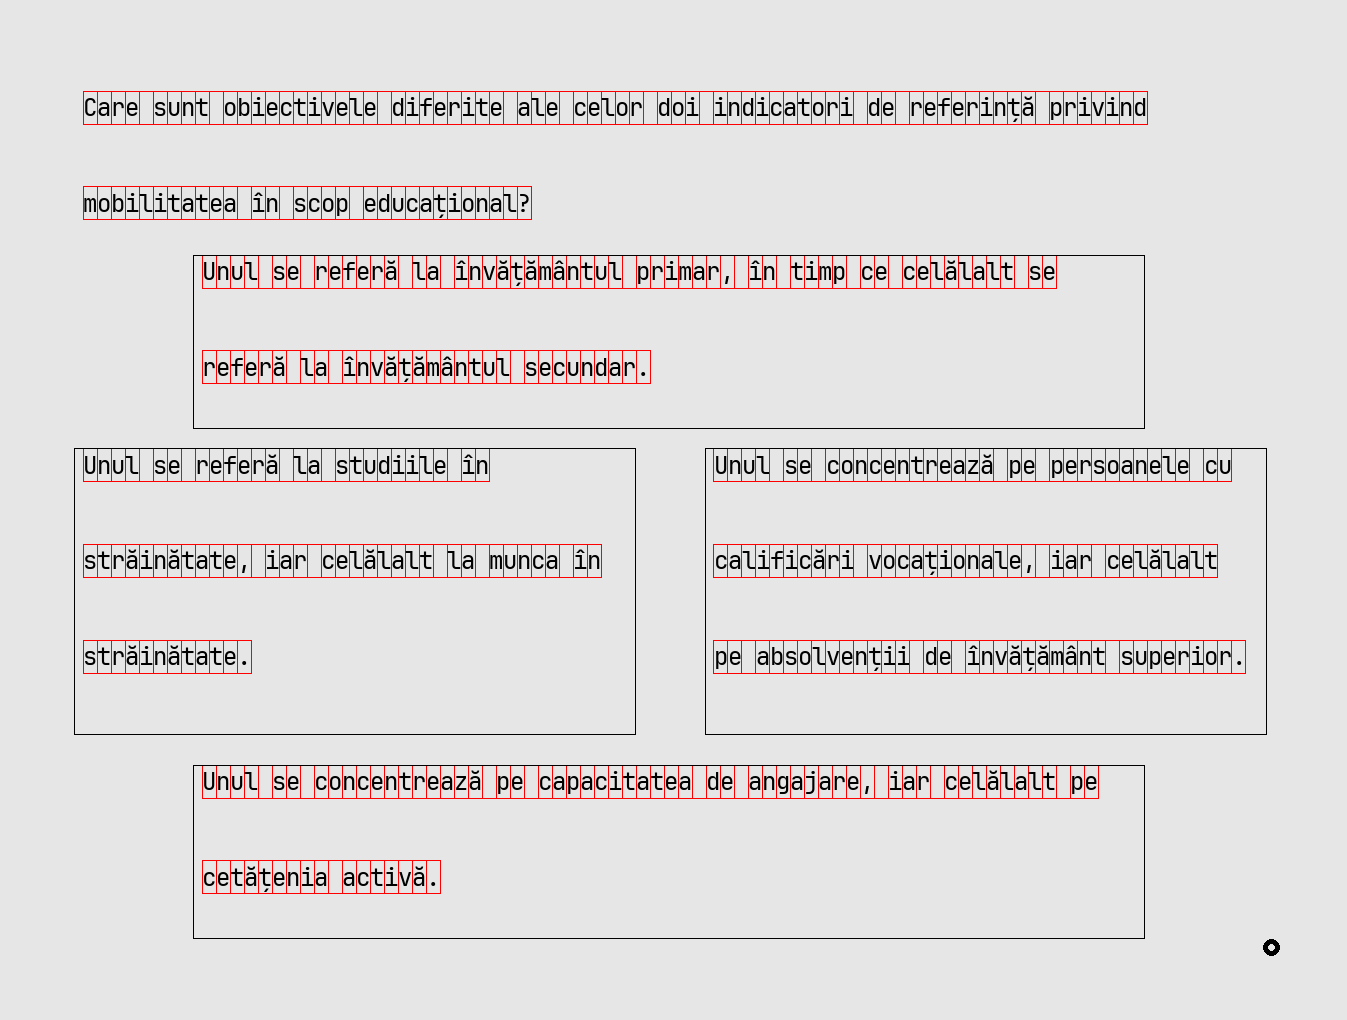 Care sunt obiectivele diferite ale celor doi indicatori de referință privind
mobilitatea în scop educațional?
Unul se referă la învățământul primar, în timp ce celălalt se
referă la învățământul secundar.
Unul se referă la studiile în
străinătate, iar celălalt la munca în
străinătate.
Unul se concentrează pe persoanele cu
calificări vocaționale, iar celălalt
pe absolvenții de învățământ superior.
Unul se concentrează pe capacitatea de angajare, iar celălalt pe
cetățenia activă.